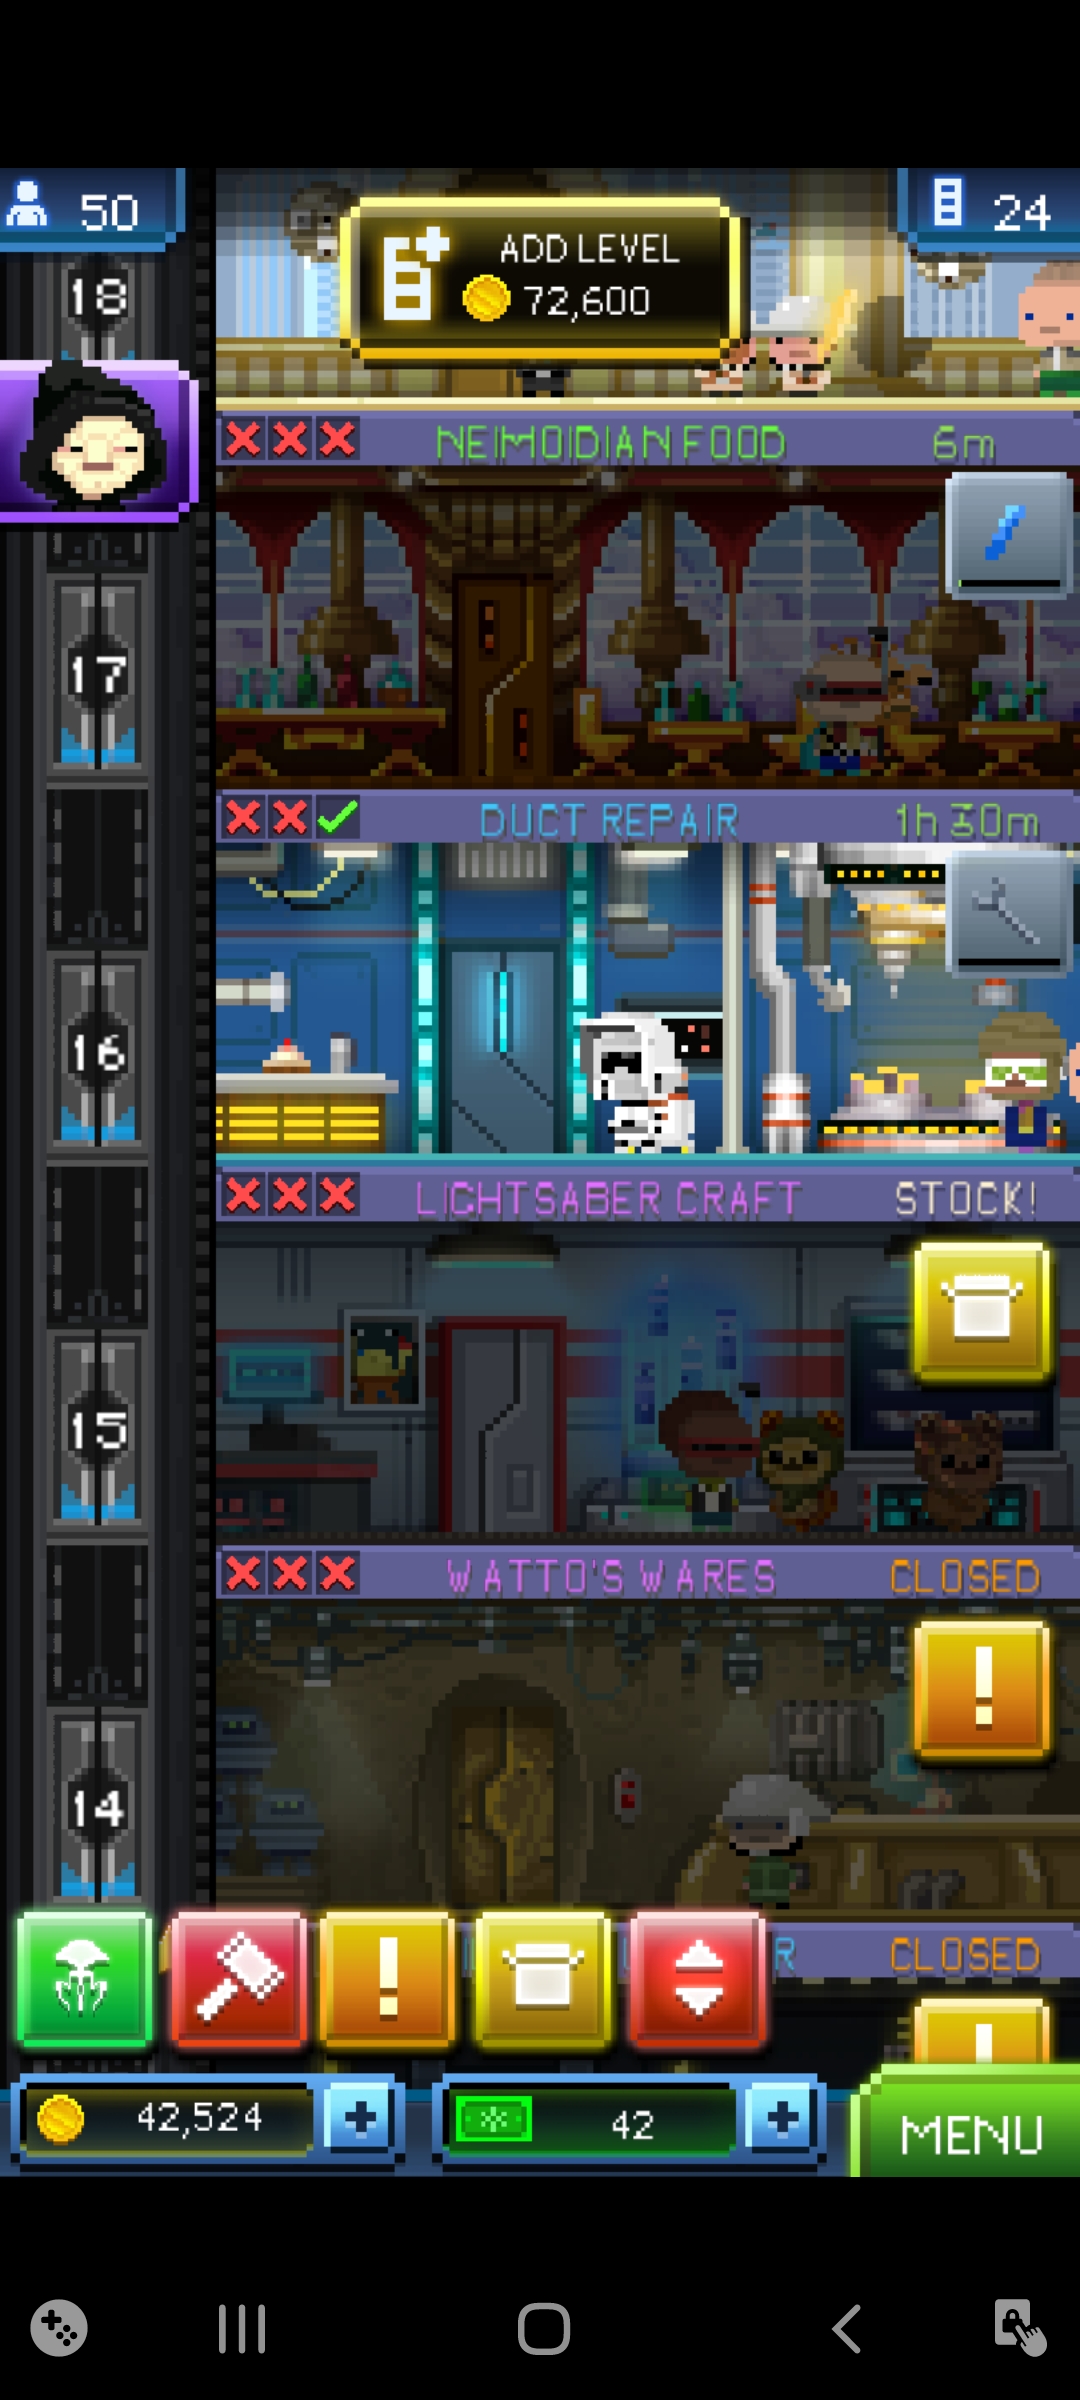 50
24
ADD LEVEL
72,600
18
NEIMOIDIAN FOOD 6m
17
DUCT REPAIR 1h 30m
16
LIGHTSABER CRAFT STOCK!
15
WATTO'S WARES CLOSED
14
CLOSED
42,524
42
MENU